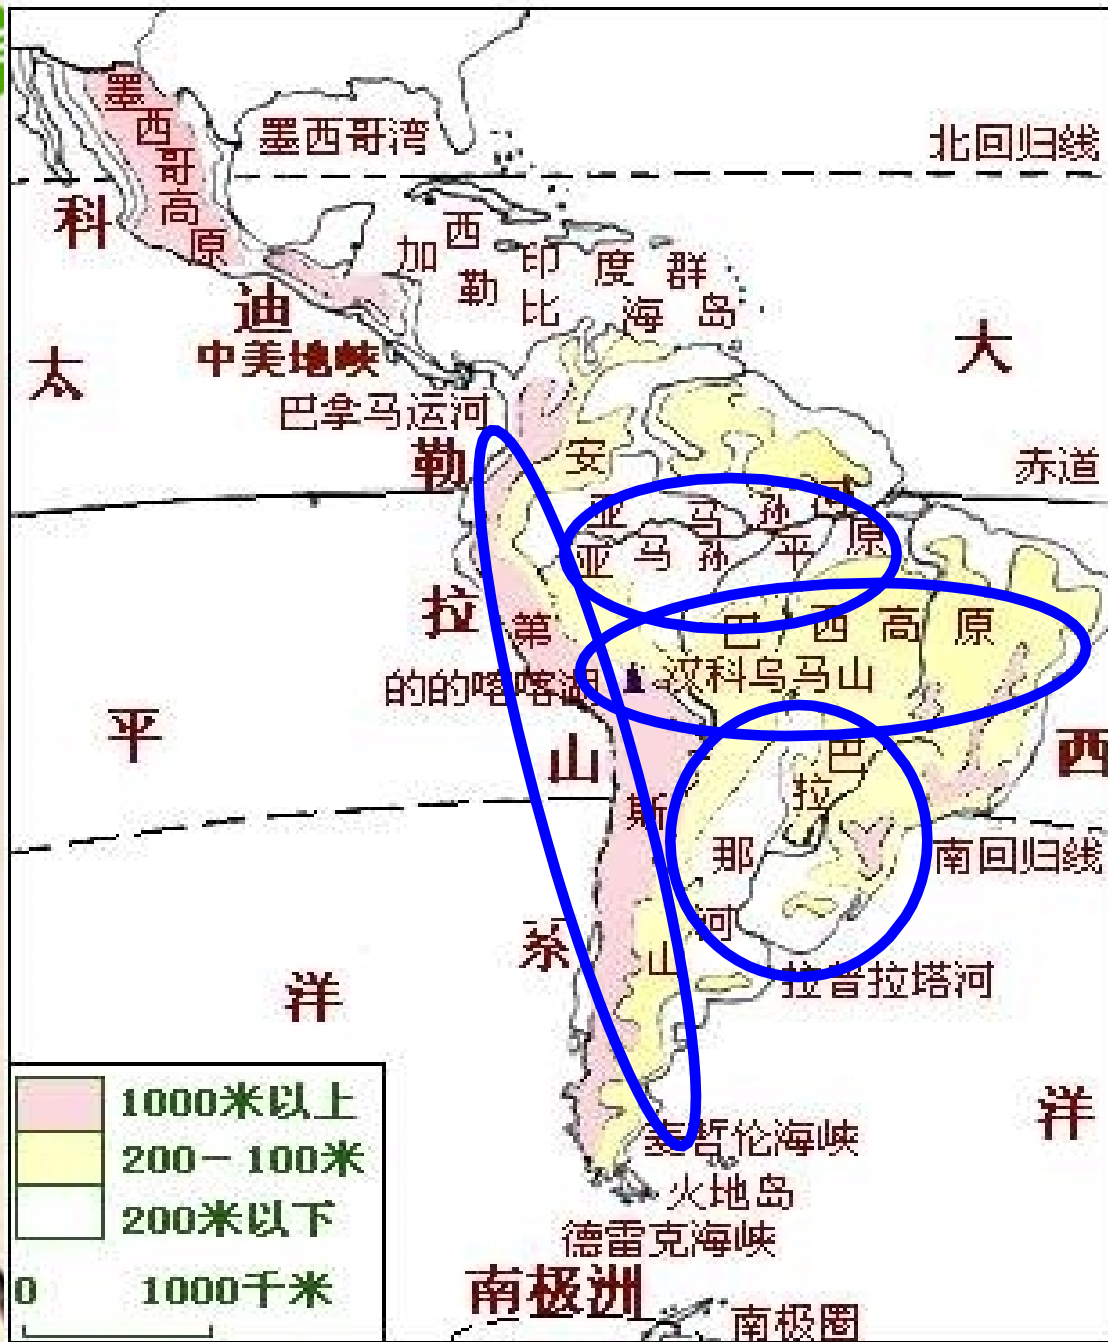 墨西哥高原
墨西哥湾
北回归线
科迪勒拉山系
加勒比海
西印度群岛
中美地峡
巴拿马运河
太平洋
大西洋
赤道
安第斯山
亚马孙河
亚马孙平原
巴西高原
的的喀喀湖
汉科乌马山
巴拉那河
南回归线
拉普拉塔河
麦哲伦海峡
火地岛
德雷克海峡
南极洲
南极圈
1000米以上
200－100米
200米以下
0 1000千米